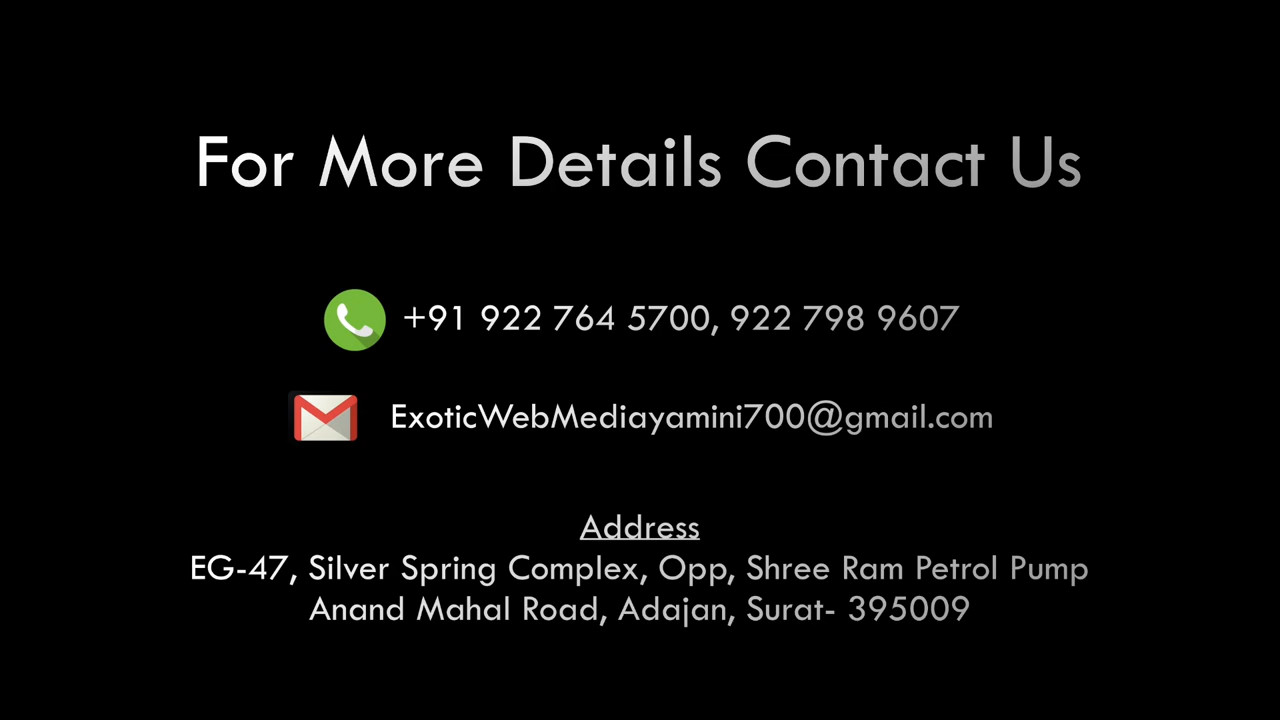 For More Details Contact Us
+91 922 764 5700, 922 798 9607
ExoticWebMediayamini700@gmail.com
Address
EG-47, Silver Spring Complex, Opp, Shree Ram Petrol Pump
Anand Mahal Road, Adajan, Surat- 395009